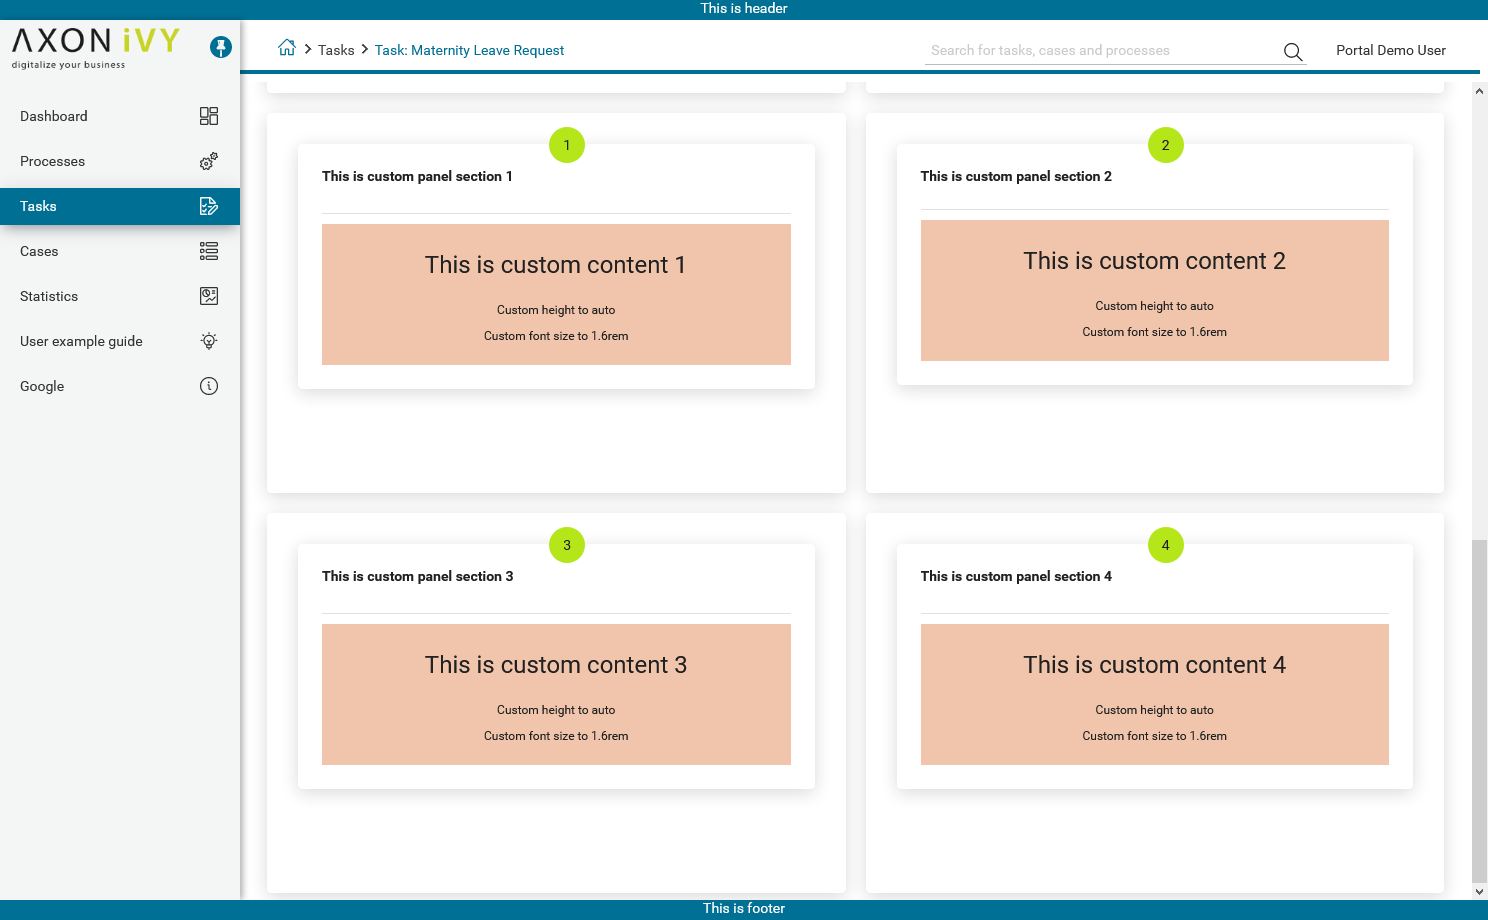 This is header
AXON iVY
digitalize your business
Tasks
Task: Maternity Leave Request
Search for tasks, cases and processes
Portal Demo User
Dashboard
Processes
Tasks
Cases
Statistics
User example guide
Google
1
This is custom panel section 1
This is custom content 1
Custom height to auto
Custom font size to 1.6rem
2
This is custom panel section 2
This is custom content 2
Custom height to auto
Custom font size to 1.6rem
3
This is custom panel section 3
This is custom content 3
Custom height to auto
Custom font size to 1.6rem
4
This is custom panel section 4
This is custom content 4
Custom height to auto
Custom font size to 1.6rem
This is footer